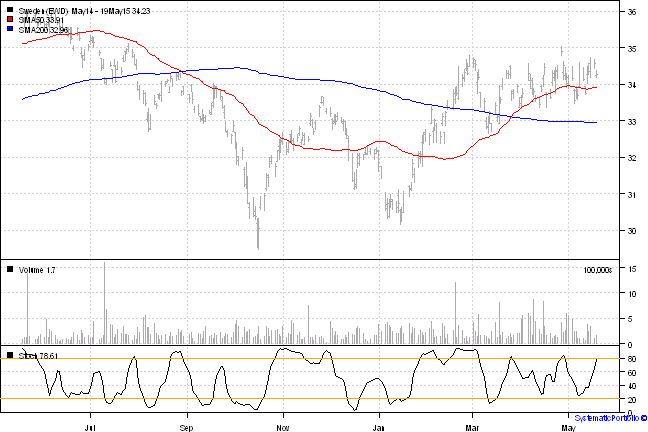 Sweden (EWD) May14 - 19May15 34.23
SMA50 33.91
SMA200 32.96
36
35
34
33
32
31
30
Volume 1.7
100,000s
15
10
5
0
Stoch 78.61
80
60
40
20
0
Jul Sep Nov Jan Mar May
SystematicPortfolio ©